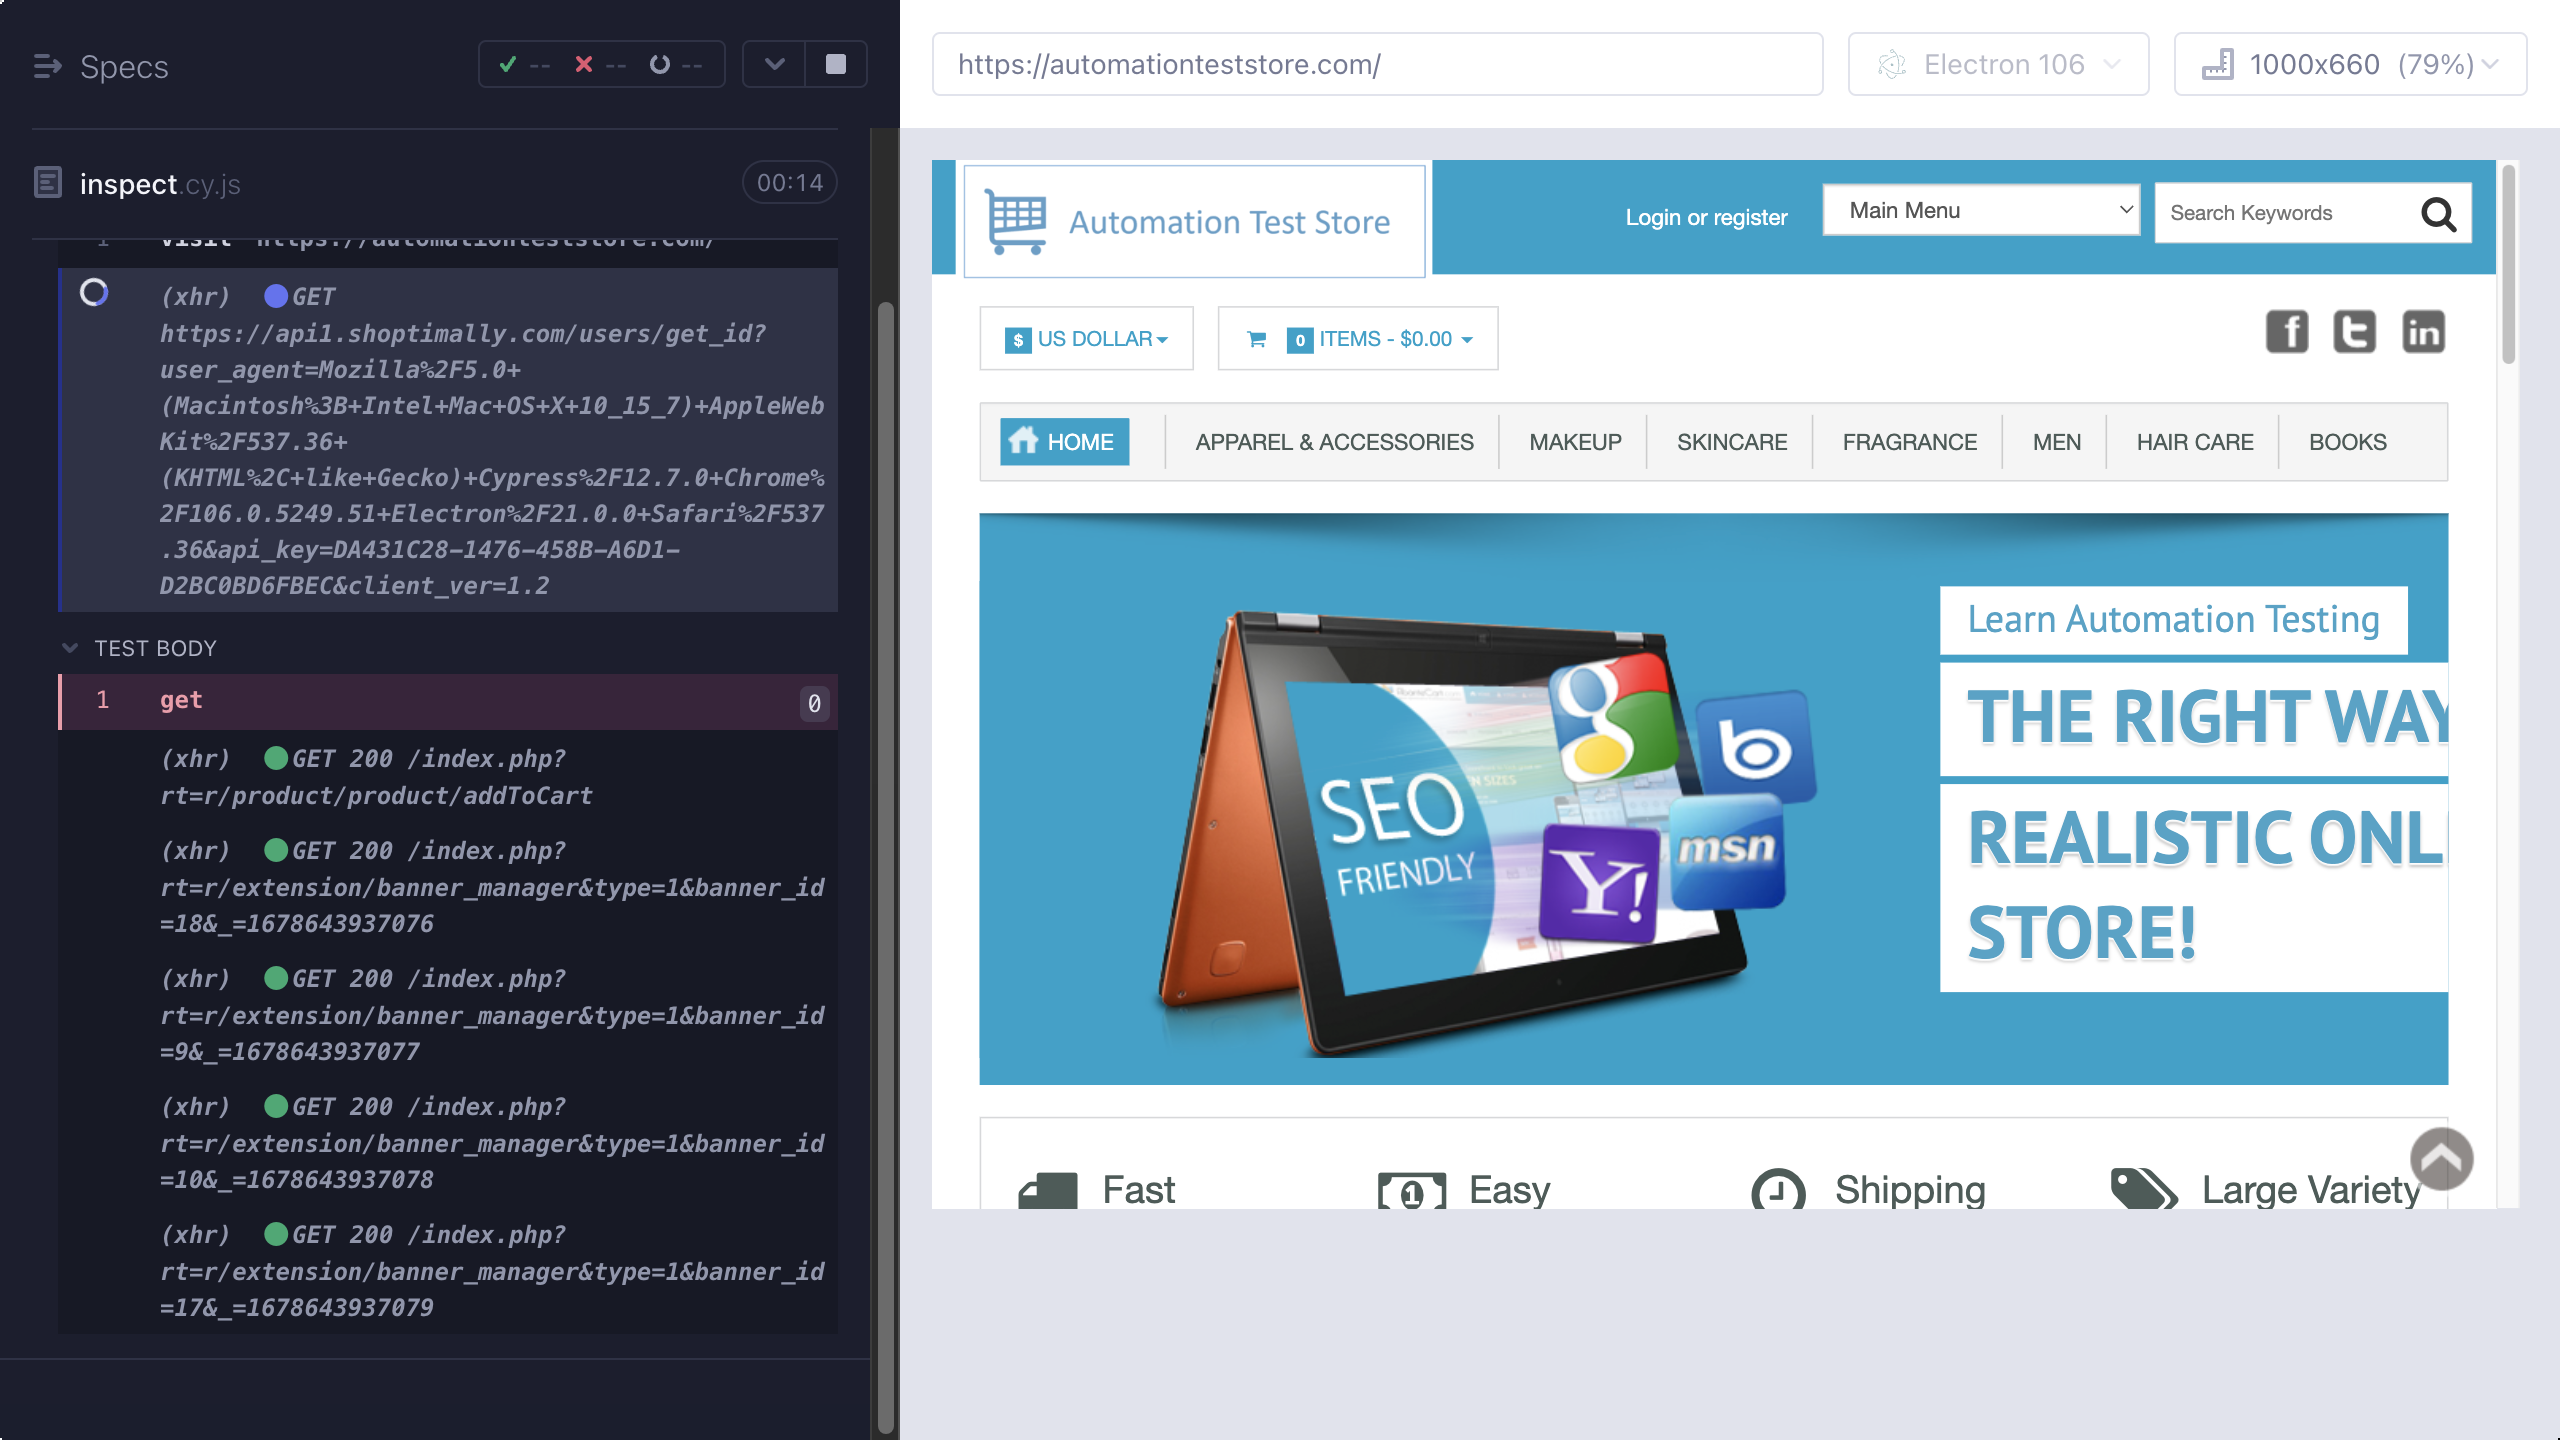 Specs
-- -- --
inspect.cy.js
00:14
1 visit https://automationteststore.com/
(xhr) GET
https://api1.shoptimally.com/users/get_id?
user_agent=Mozilla%2F5.0+
(Macintosh%3B+Intel+Mac+OS+X+10_15_7)+AppleWeb
Kit%2F537.36+
(KHTML%2C+like+Gecko)+Cypress%2F12.7.0+Chrome%
2F106.0.5249.51+Electron%2F21.0.0+Safari%2F537
.36&api_key=DA431C28-1476-458B-A6D1-
D2BC0BD6FBEC&client_ver=1.2
TEST BODY
1 get 0
(xhr) GET 200 /index.php?
rt=r/product/product/addToCart
(xhr) GET 200 /index.php?
rt=r/extension/banner_manager&type=1&banner_id
=18&_=1678643937076
(xhr) GET 200 /index.php?
rt=r/extension/banner_manager&type=1&banner_id
=9&_=1678643937077
(xhr) GET 200 /index.php?
rt=r/extension/banner_manager&type=1&banner_id
=10&_=1678643937078
(xhr) GET 200 /index.php?
rt=r/extension/banner_manager&type=1&banner_id
=17&_=1678643937079
https://automationteststore.com/
Electron 106
1000x660 (79%)
Automation Test Store
Login or register
Main Menu
Search Keywords
$ US DOLLAR
0 ITEMS - $0.00
f t in
HOME APPAREL & ACCESSORIES MAKEUP SKINCARE FRAGRANCE MEN HAIR CARE BOOKS
SEO
FRIENDLY
g
b
Y!
msn
Learn Automation Testing
THE RIGHT WAY
REALISTIC ONL
STORE!
Fast
1 Easy
Shipping
Large Variety